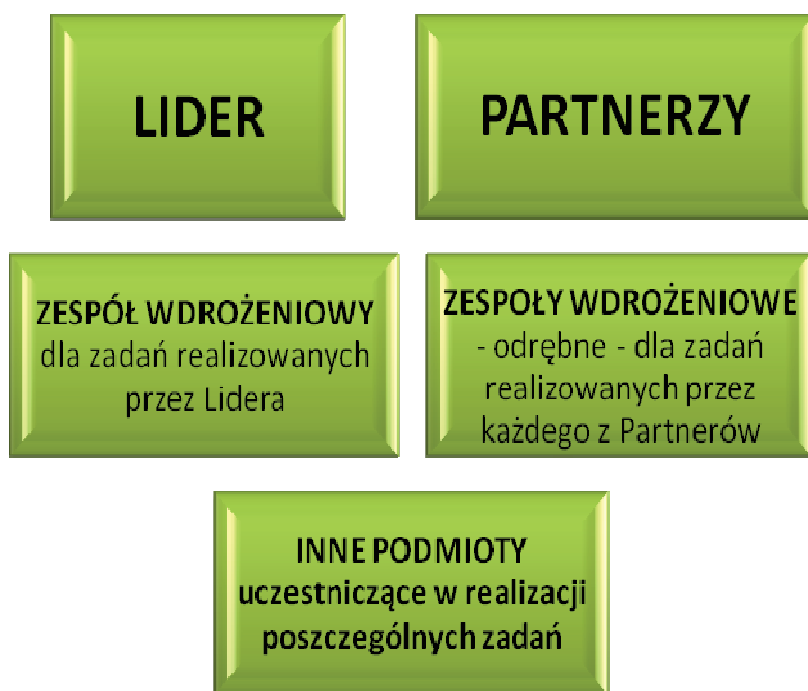 LIDER
PARTNERZY
ZESPÓŁ WDROŻENIOWY
dla zadań realizowanych
przez Lidera
ZESPOŁY WDROŻENIOWE
- odrębne - dla zadań
realizowanych przez
każdego z Partnerów
INNE PODMIOTY
uczestniczące w realizacji
poszczególnych zadań